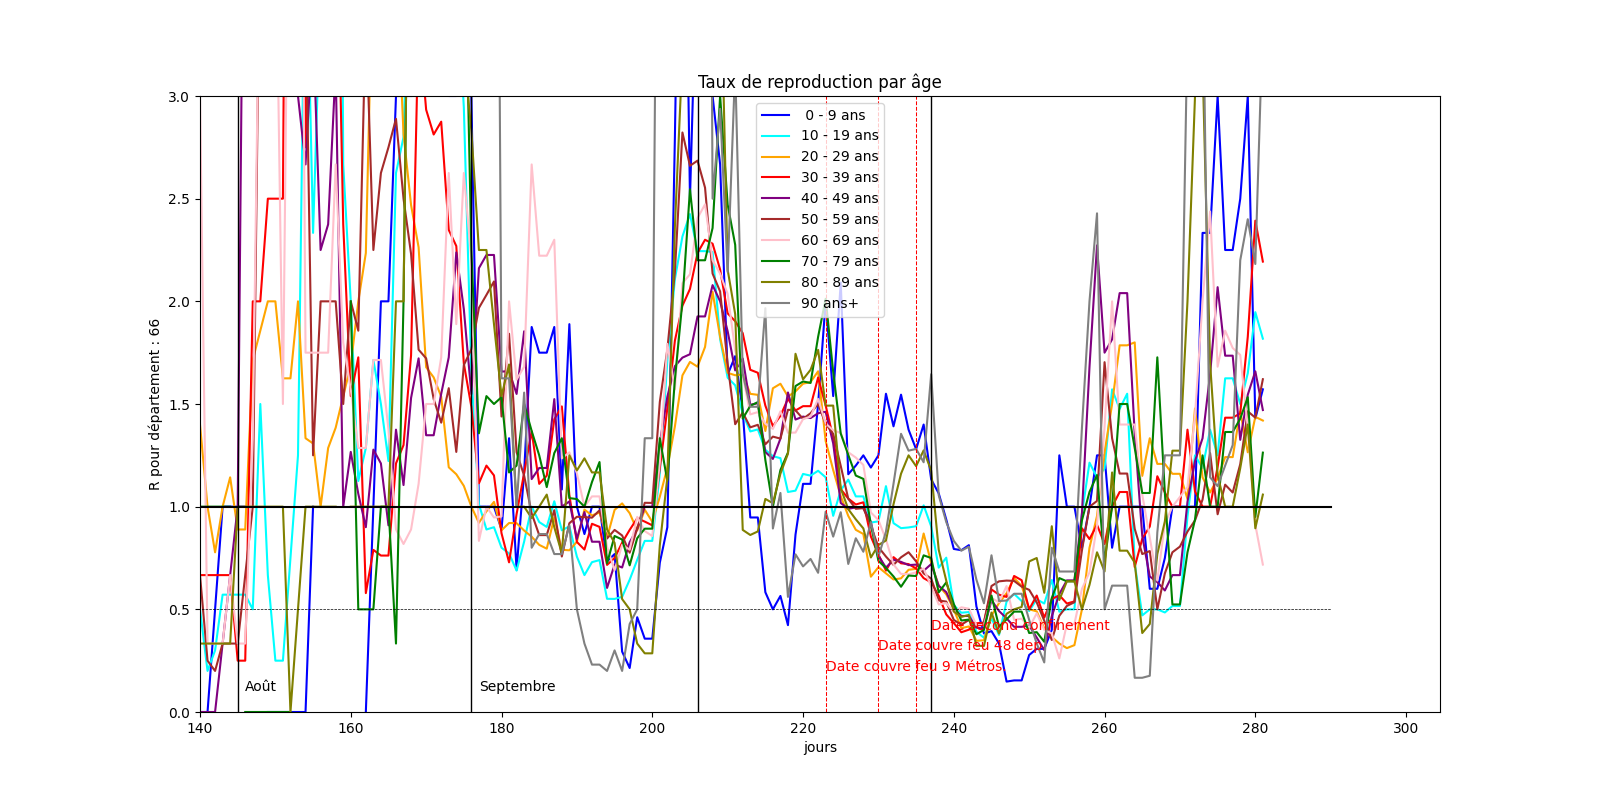 Taux de reproduction par âge
3.0
2.5
2.0
1.5
1.0
0.5
0.0
R pour département : 66
0 - 9 ans
10 - 19 ans
20 - 29 ans
30 - 39 ans
40 - 49 ans
50 - 59 ans
60 - 69 ans
70 - 79 ans
80 - 89 ans
90 ans+
Date second confinement
Date couvre feu 48 dep
Date couvre feu 9 Métros
Août
Septembre
140
160
180
200
220
240
260
280
300
jours